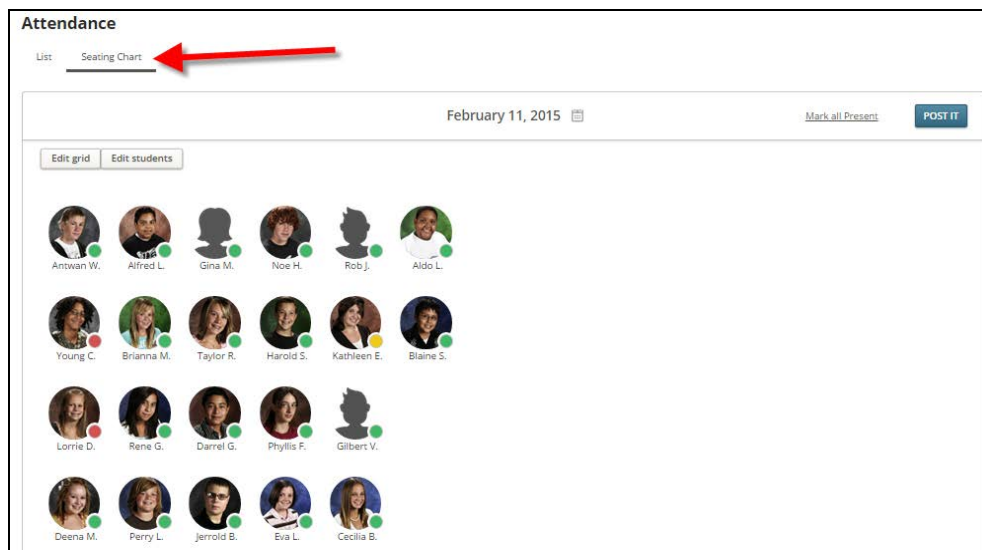 Attendance
List Seating Chart
February 11, 2015 Mark all Present POST IT
Edit grid Edit students
Antwan W. Alfred L. Gina M. Noe H. Rob J. Aldo L.
Young C. Brianna M. Taylor R. Harold S. Kathleen E. Blaine S.
Lorrie D. Rene G. Darrel G. Phyllis F. Gilbert V.
Deena M. Perry L. Jerrold B. Eva L. Cecilia B.